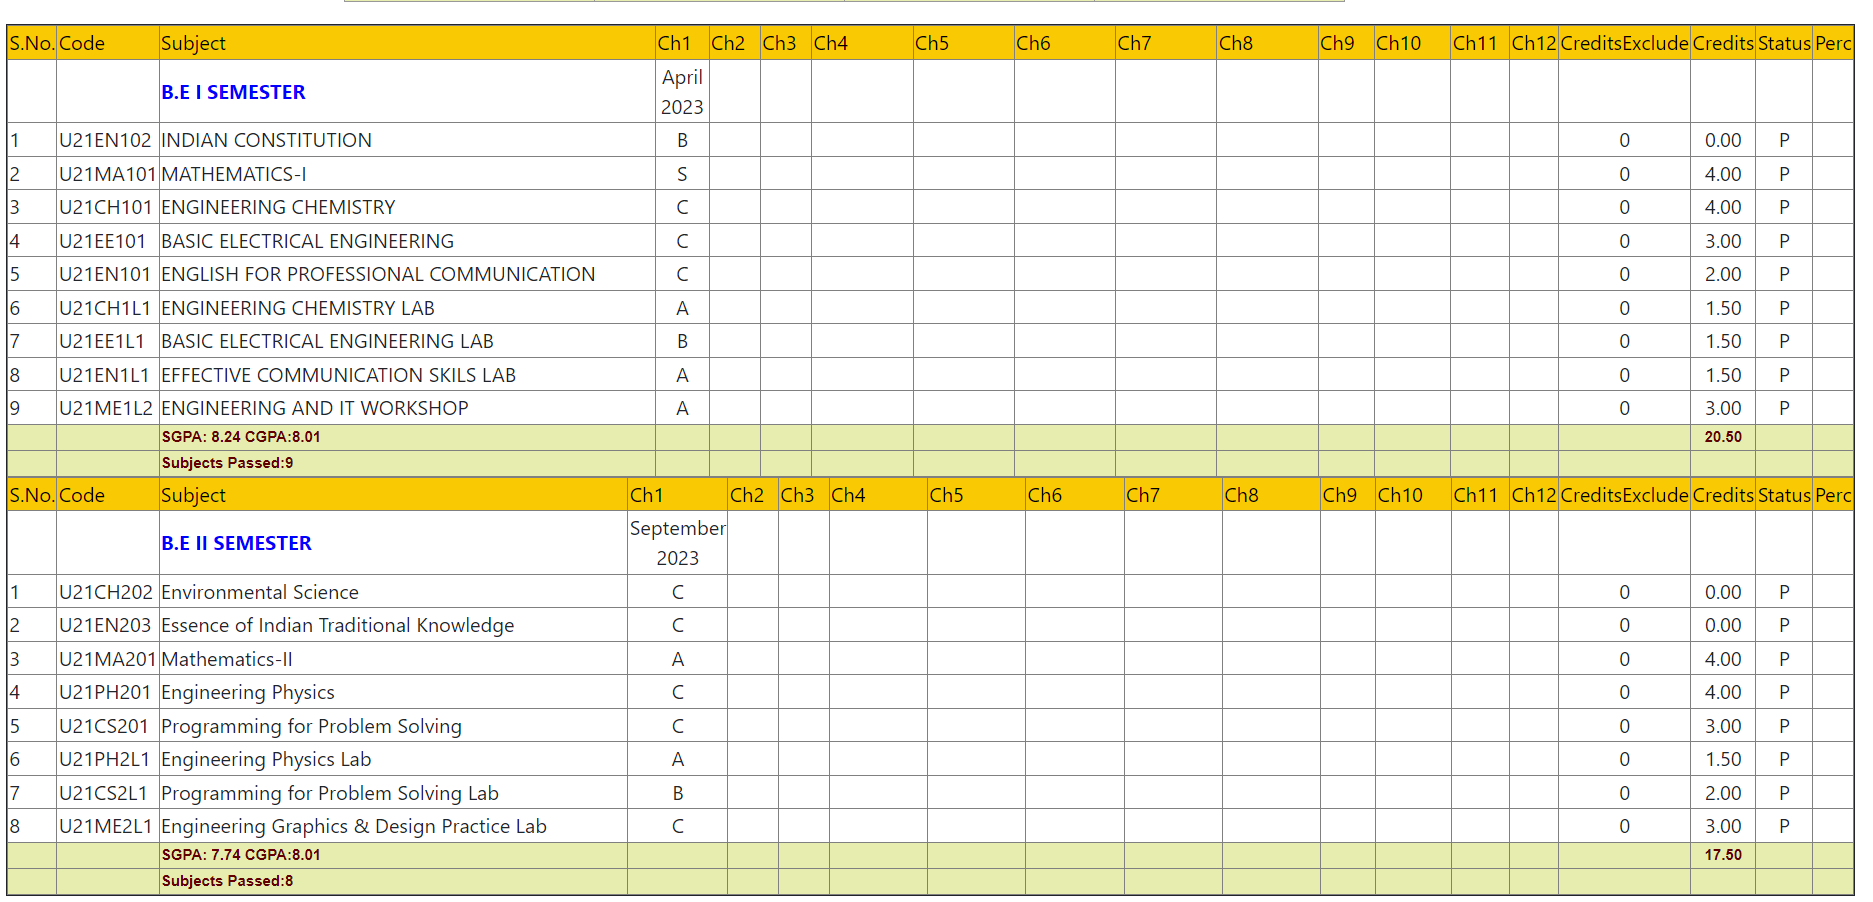 S.No. Code Subject Ch1 Ch2 Ch3 Ch4 Ch5 Ch6 Ch7 Ch8 Ch9 Ch10 Ch11 Ch12 CreditsExclude Credits Status Perc
B.E I SEMESTER April 2023
1 U21EN102 INDIAN CONSTITUTION B 0 0.00 P
2 U21MA101 MATHEMATICS-I S 0 4.00 P
3 U21CH101 ENGINEERING CHEMISTRY C 0 4.00 P
4 U21EE101 BASIC ELECTRICAL ENGINEERING C 0 3.00 P
5 U21EN101 ENGLISH FOR PROFESSIONAL COMMUNICATION C 0 2.00 P
6 U21CH1L1 ENGINEERING CHEMISTRY LAB A 0 1.50 P
7 U21EE1L1 BASIC ELECTRICAL ENGINEERING LAB B 0 1.50 P
8 U21EN1L1 EFFECTIVE COMMUNICATION SKILS LAB A 0 1.50 P
9 U21ME1L2 ENGINEERING AND IT WORKSHOP A 0 3.00 P
SGPA: 8.24 CGPA:8.01 20.50
Subjects Passed:9
S.No. Code Subject Ch1 Ch2 Ch3 Ch4 Ch5 Ch6 Ch7 Ch8 Ch9 Ch10 Ch11 Ch12 CreditsExclude Credits Status Perc
B.E II SEMESTER September 2023
1 U21CH202 Environmental Science C 0 0.00 P
2 U21EN203 Essence of Indian Traditional Knowledge C 0 0.00 P
3 U21MA201 Mathematics-II A 0 4.00 P
4 U21PH201 Engineering Physics C 0 4.00 P
5 U21CS201 Programming for Problem Solving C 0 3.00 P
6 U21PH2L1 Engineering Physics Lab A 0 1.50 P
7 U21CS2L1 Programming for Problem Solving Lab B 0 2.00 P
8 U21ME2L1 Engineering Graphics & Design Practice Lab C 0 3.00 P
SGPA: 7.74 CGPA:8.01 17.50
Subjects Passed:8